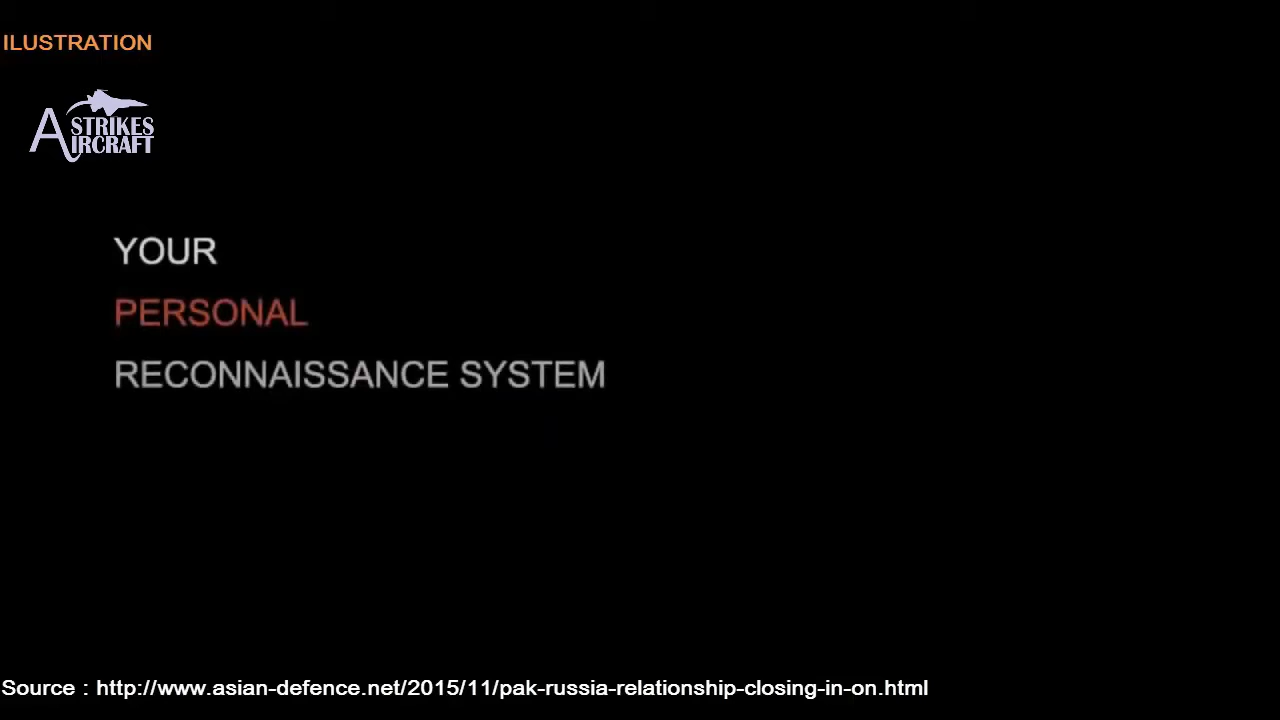 ILUSTRATION
A STRIKES
AIRCRAFT
YOUR
PERSONAL
RECONNAISSANCE SYSTEM
Source : http://www.asian-defence.net/2015/11/pak-russia-relationship-closing-in-on.html